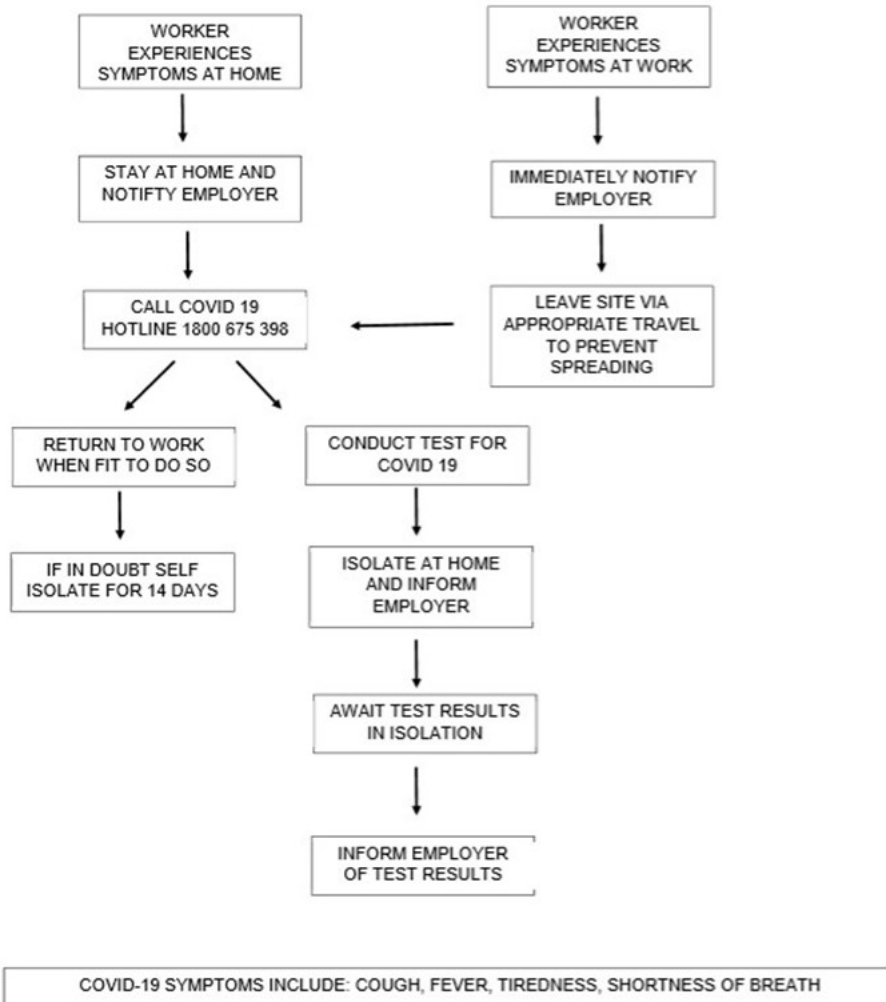 WORKER
EXPERIENCES
SYMPTOMS AT HOME
WORKER
EXPERIENCES
SYMPTOMS AT WORK
STAY AT HOME AND
NOTIFTY EMPLOYER
IMMEDIATELY NOTIFY
EMPLOYER
CALL COVID 19
HOTLINE 1800 675 398
LEAVE SITE VIA
APPROPRIATE TRAVEL
TO PREVENT
SPREADING
RETURN TO WORK
WHEN FIT TO DO SO
CONDUCT TEST FOR
COVID 19
IF IN DOUBT SELF
ISOLATE FOR 14 DAYS
ISOLATE AT HOME
AND INFORM
EMPLOYER
AWAIT TEST RESULTS
IN ISOLATION
INFORM EMPLOYER
OF TEST RESULTS
COVID-19 SYMPTOMS INCLUDE: COUGH, FEVER, TIREDNESS, SHORTNESS OF BREATH